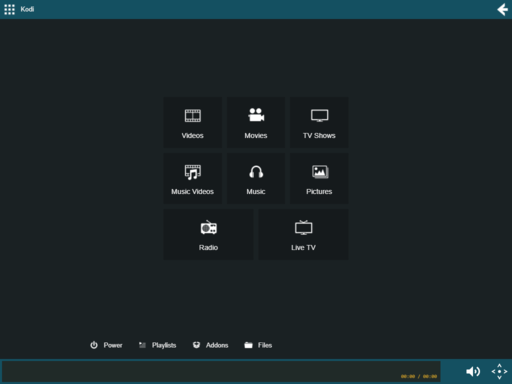 Kodi
Videos Movies TV Shows
Music Videos Music Pictures
Radio Live TV
Power Playlists Addons Files
00:00 / 00:00